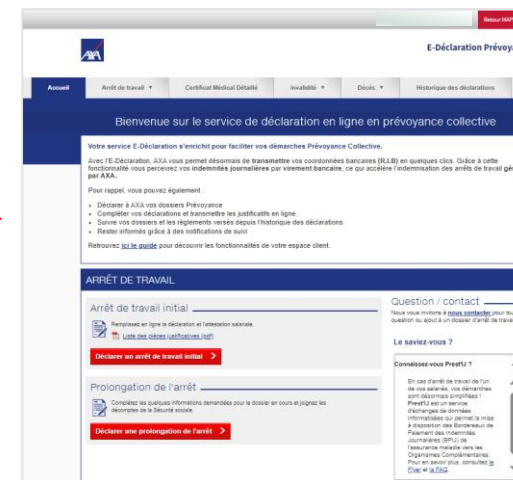 Retour MAP
AXA
E-Déclaration Prévoya
Accueil
Arrêt de travail
Certificat Médical Détaillé
Invalidité
Décès
Historique des déclarations
Bienvenue sur le service de déclaration en ligne en prévoyance collective
Votre service E-Déclaration s'enrichit pour faciliter vos démarches Prévoyance Collective.
Avec l'E-Déclaration, AXA vous permet désormais de transmettre vos coordonnées bancaires (R.I.B) en quelques clics. Grâce à cette
fonctionnalité vous percevrez vos indemnités journalières par virement bancaire, ce qui accélère l'indemnisation des arrêts de travail gé
par AXA.
Pour rappel, vous pouvez également :
• Déclarer à AXA vos dossiers Prévoyance
• Compléter vos déclarations et transmettre les justificatifs en ligne
• Suivre vos dossiers et les règlements versés depuis l'historique des déclarations
• Rester informés grâce à des notifications de suivi
Retrouvez ici le guide pour découvrir les fonctionnalités de votre espace client.
ARRÊT DE TRAVAIL
Arrêt de travail initial
Remplissez en ligne la déclaration et l'attestation salariale.
Liste des pièces justificatives (pdf)
Déclarer un arrêt de travail initial >
Prolongation de l'arrêt
Complétez les quelques informations demandées pour le dossier en cours et joignez les
décomptes de la Sécurité sociale.
Déclarer une prolongation de l'arrêt >
Question / contact
Nous vous invitons à nous contacter pour tou
question ou ajout à un dossier d'arrêt de trava
Le saviez-vous ?
Connaissez-vous Prest'IJ ?
En cas d'arrêt de travail de l'un
de vos salariés, vos démarches
sont désormais simplifiées !
Prest'IJ est un service
d'échanges de données
informatisées qui permet la mise
à disposition des Bordereaux de
Paiement des Indemnités
Journalières (BPIJ) de
l'assurance maladie vers les
Organismes Complémentaires.
Pour en savoir plus, consultez le
Flyer et la FAQ.